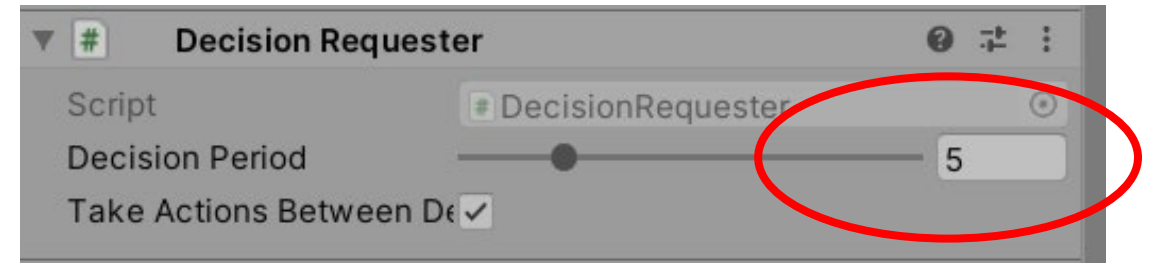 # Decision Requester
Script # DecisionRequester
Decision Period 5
Take Actions Between De